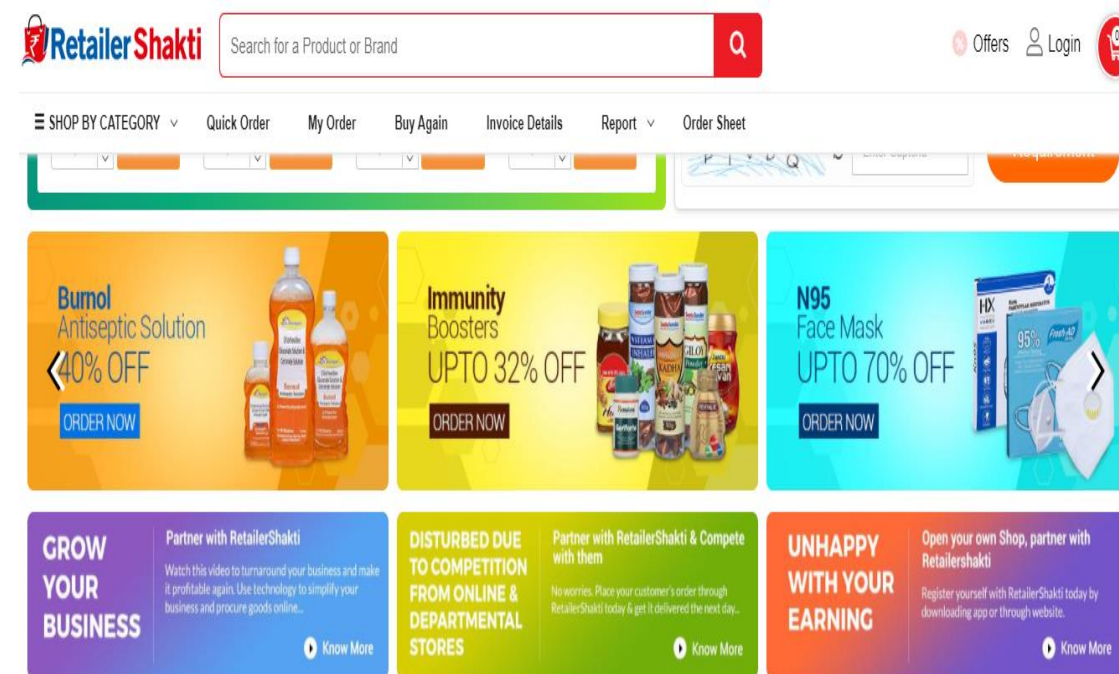 Retailer Shakti
Search for a Product or Brand
Offers
Login
0
SHOP BY CATEGORY
Quick Order
My Order
Buy Again
Invoice Details
Report
Order Sheet
Burnol
Antiseptic Solution
40% OFF
ORDER NOW
Immunity
Boosters
UPTO 32% OFF
ORDER NOW
GILOY
N95
Face Mask
UPTO 70% OFF
ORDER NOW
HX
95%
GROW
YOUR
BUSINESS
Partner with RetailerShakti
Watch this video to turnaround your business and make
it profitable again. Use technology to simplify your
business and procure goods online...
Know More
DISTURBED DUE
TO COMPETITION
FROM ONLINE &
DEPARTMENTAL
STORES
Partner with RetailerShakti & Compete
with them
No worries. Place your customer's order through
RetailerShakti today & get it delivered the next day...
Know More
UNHAPPY
WITH YOUR
EARNING
Open your own Shop, partner with
Retailershakti
Register yourself with RetailerShakti today by
downloading app or through website.
Know More